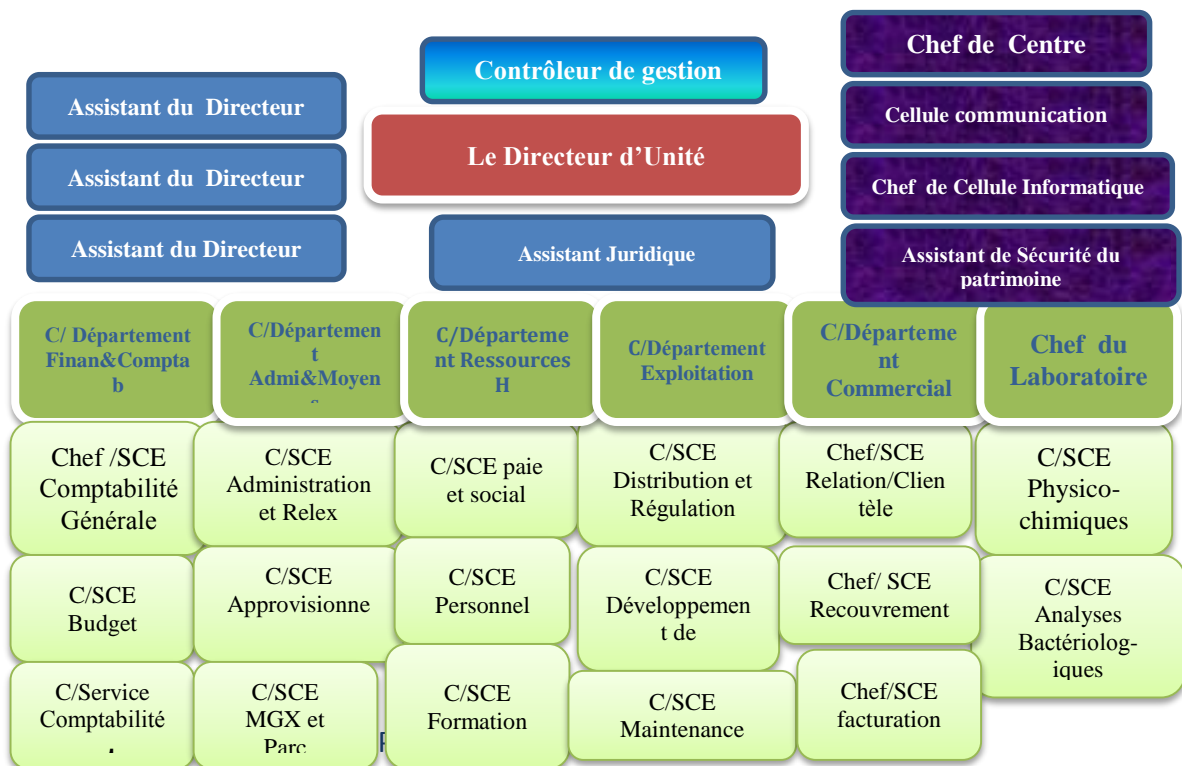 Contrôleur de gestion
Le Directeur d’Unité
Assistant Juridique
Assistant du Directeur
Assistant du Directeur
Assistant du Directeur
Chef de Centre
Cellule communication
Chef de Cellule Informatique
Assistant de Sécurité du
patrimoine
C/ Département
Finan&Compta
b
C/Départemen
t
Admi&Moyen
C/Départeme
nt Ressources
H
C/Département
Exploitation
C/Départeme
nt
Commercial
Chef du
Laboratoire
Chef /SCE
Comptabilité
Générale
C/SCE
Administration
et Relex
C/SCE paie
et social
C/SCE
Distribution et
Régulation
Chef/SCE
Relation/Clien
tèle
C/SCE
Physico-
chimiques
C/SCE
Budget
C/SCE
Approvisionne
C/SCE
Personnel
C/SCE
Développemen
t de
Chef/ SCE
Recouvrement
C/SCE
Analyses
Bactériolog-
iques
C/Service
Comptabilité
C/SCE
MGX et
Parc
C/SCE
Formation
C/SCE
Maintenance
Chef/SCE
facturation